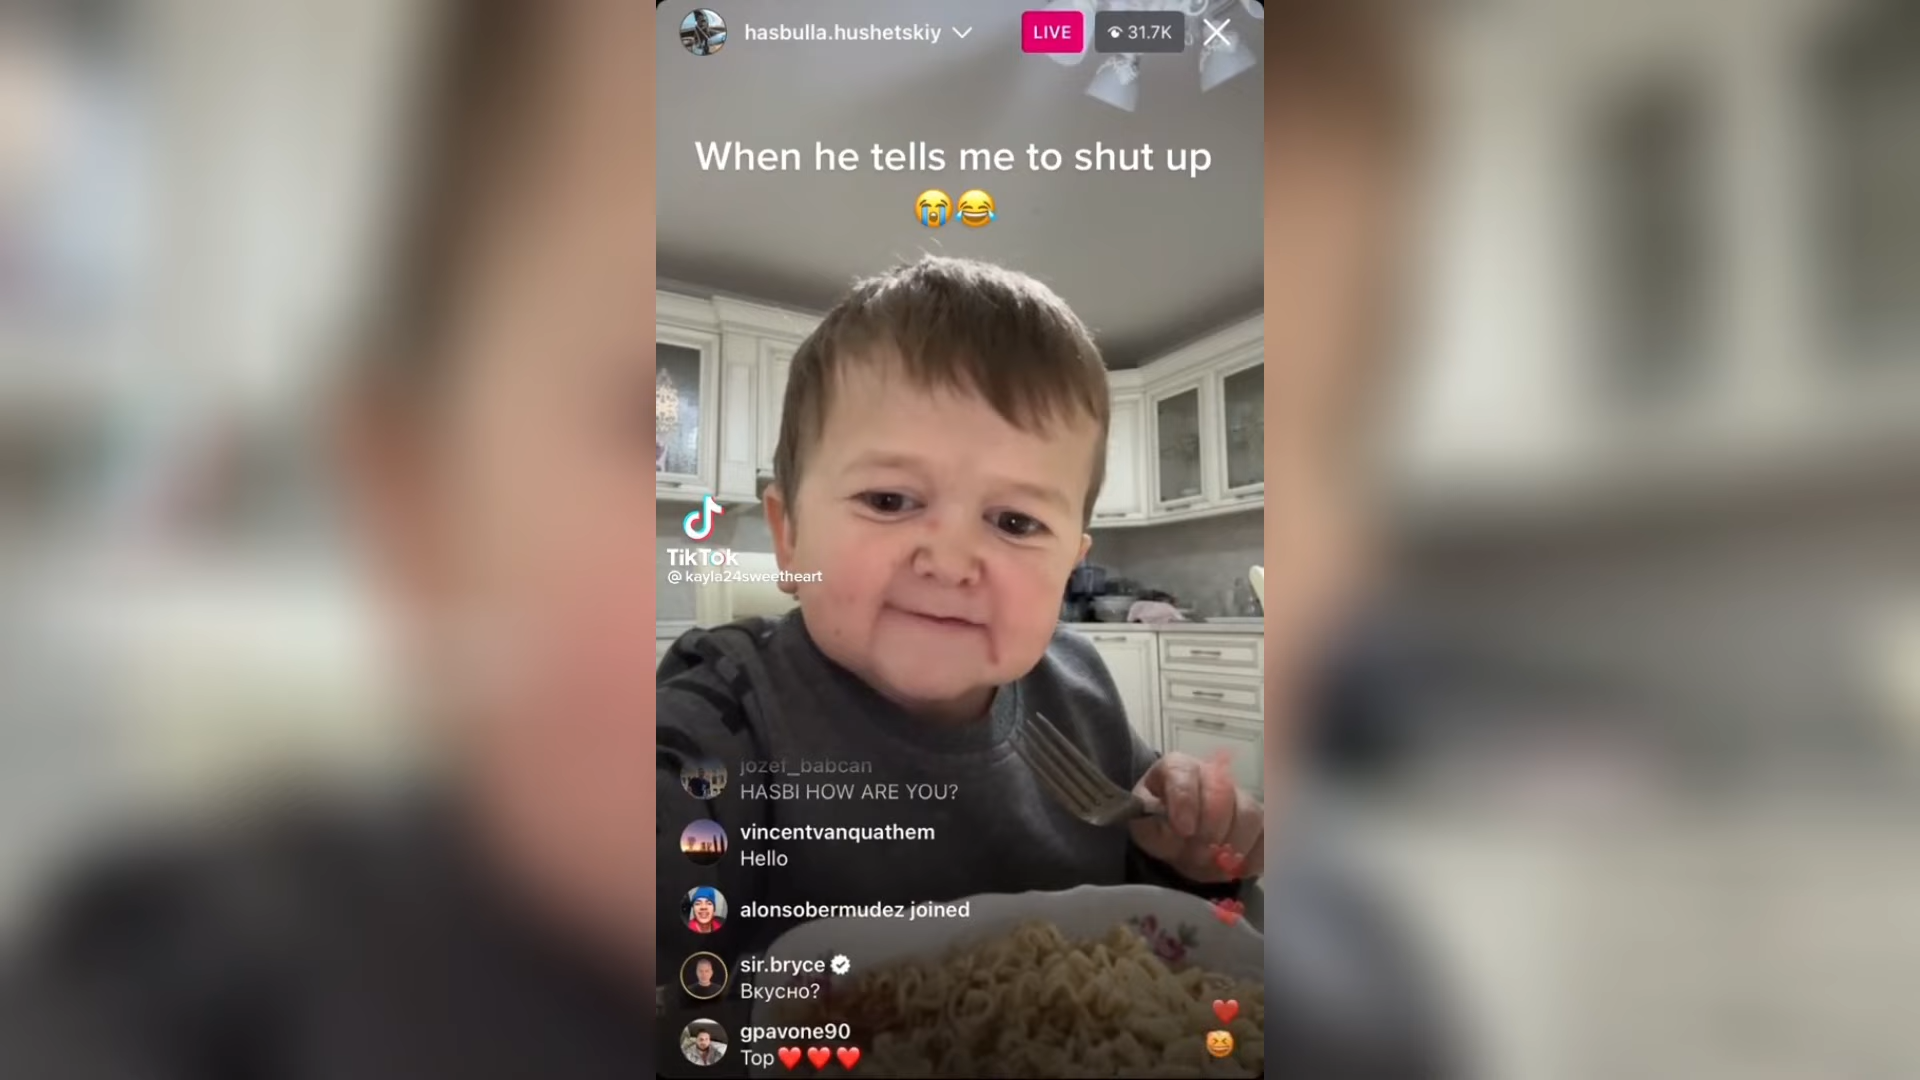 hasbulla.hushetskiy
LIVE
31.7K
When he tells me to shut up
😭😂
TikTok
@kayla24sweetheart
jozef_babcan
HASBI HOW ARE YOU?
vincentvanquathem
Hello
alonsobermudez joined
sir.bryce
Вкусно?
gpavone90
Top❤️❤️❤️